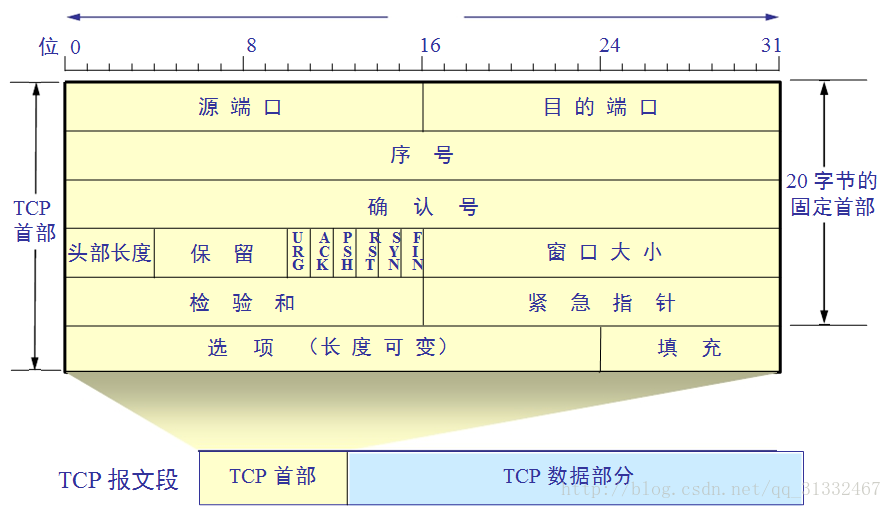 位 0 8 16 24 31
源端口 目的端口
序号
确认号
TCP
首部
20 字节的
固定首部
头部长度 保留 URG ACK PSH RST SYN FIN 窗口大小
检验和 紧急指针
选项（长度可变） 填充
TCP 报文段 TCP 首部 TCP 数据部分
http://blog.csdn.net/qq_31332467